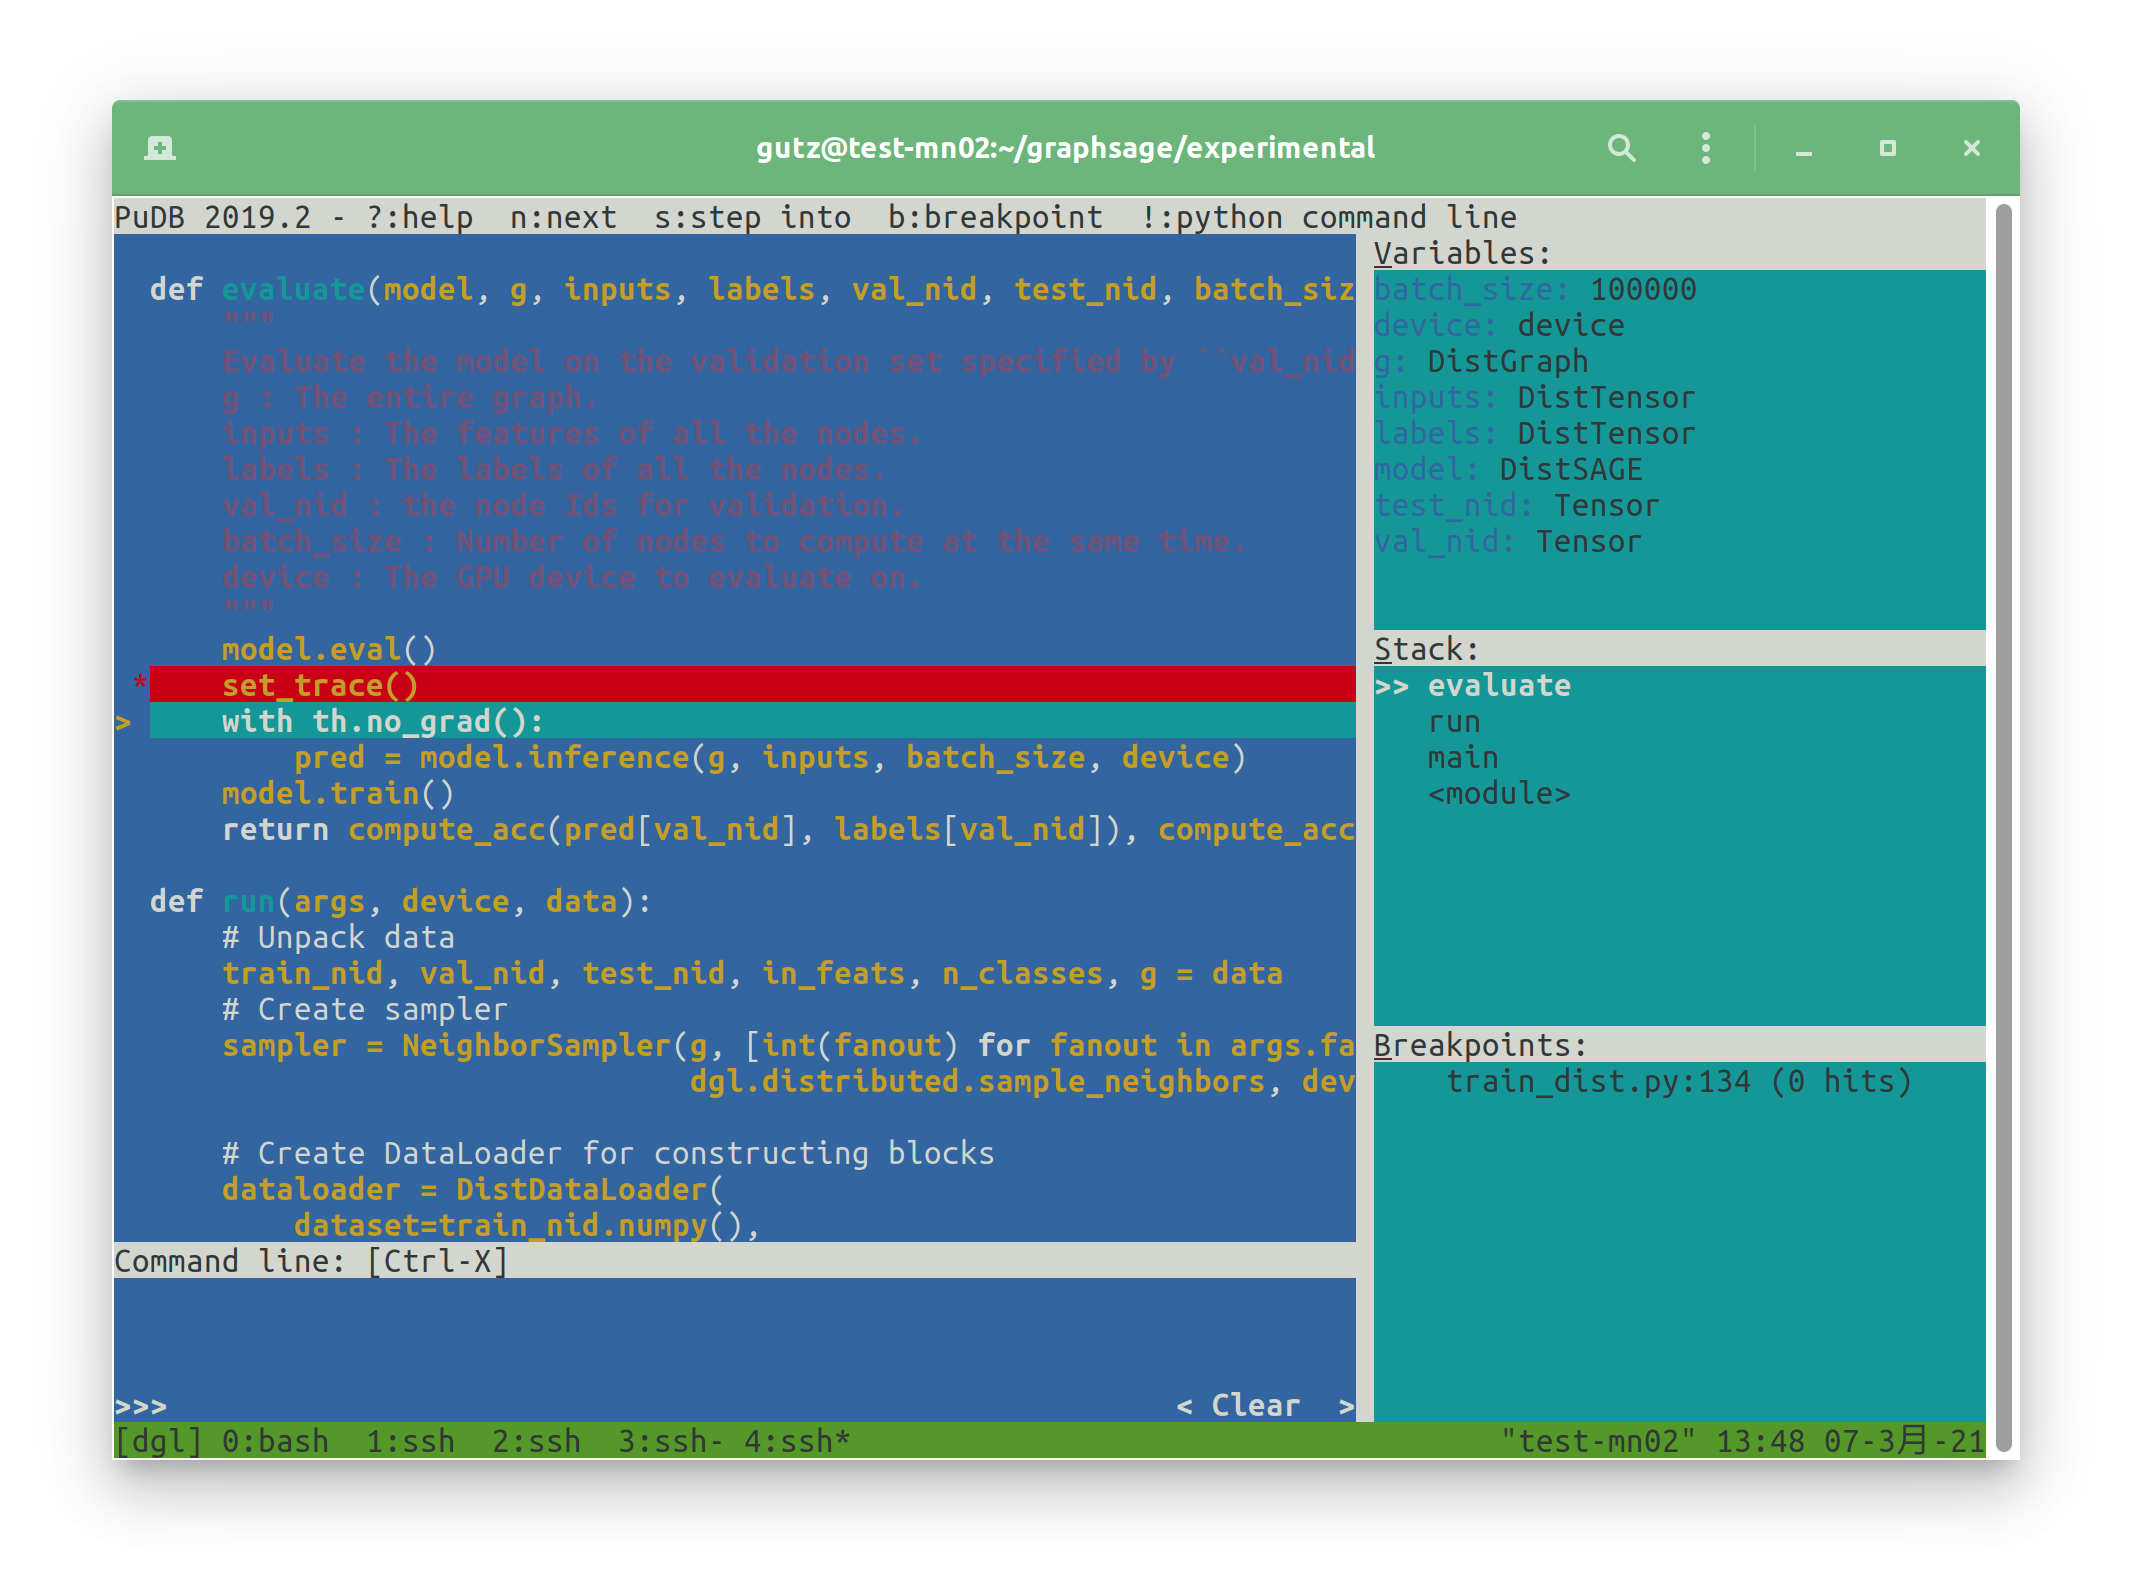 gutz@test-mn02:~/graphsage/experimental
PuDB 2019.2 - ?:help  n:next  s:step into  b:breakpoint  !:python command line
def evaluate(model, g, inputs, labels, val_nid, test_nid, batch_siz
"""
Evaluate the model on the validation set specified by ``val_nid
g : The entire graph.
inputs : The features of all the nodes.
labels : The labels of all the nodes.
val_nid : the node Ids for validation.
batch_size : Number of nodes to compute at the same time.
device : The GPU device to evaluate on.
"""
model.eval()
* set_trace()
> with th.no_grad():
pred = model.inference(g, inputs, batch_size, device)
model.train()
return compute_acc(pred[val_nid], labels[val_nid]), compute_acc
def run(args, device, data):
# Unpack data
train_nid, val_nid, test_nid, in_feats, n_classes, g = data
# Create sampler
sampler = NeighborSampler(g, [int(fanout) for fanout in args.fa
dgl.distributed.sample_neighbors, dev
# Create DataLoader for constructing blocks
dataloader = DistDataLoader(
dataset=train_nid.numpy(),
Command line: [Ctrl-X]
>>> < Clear  >
Variables:
batch_size: 100000
device: device
g: DistGraph
inputs: DistTensor
labels: DistTensor
model: DistSAGE
test_nid: Tensor
val_nid: Tensor
Stack:
>> evaluate
run
main
<module>
Breakpoints:
train_dist.py:134 (0 hits)
[dgl] 0:bash  1:ssh  2:ssh  3:ssh- 4:ssh* "test-mn02" 13:48 07-3月-21